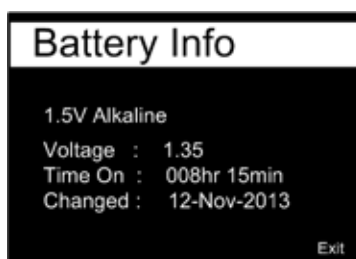 Battery Info
1.5V Alkaline
Voltage : 1.35
Time On : 008hr 15min
Changed : 12-Nov-2013
Exit